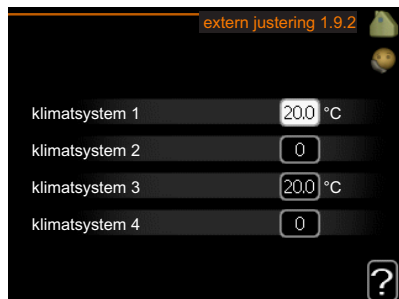 extern justering 1.9.2
klimatsystem 1 20.0 °C
klimatsystem 2 0
klimatsystem 3 20.0 °C
klimatsystem 4 0
?